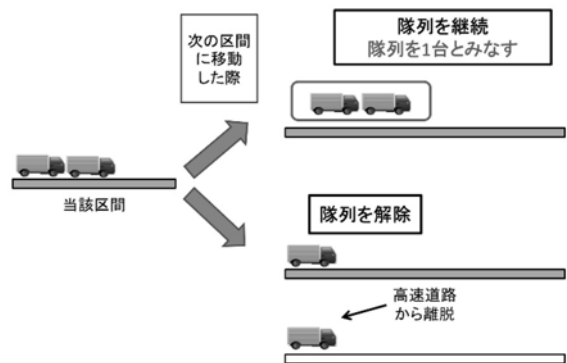 次の区間
に移動
した際
隊列を継続
隊列を1台とみなす
当該区間
隊列を解除
高速道路
から離脱